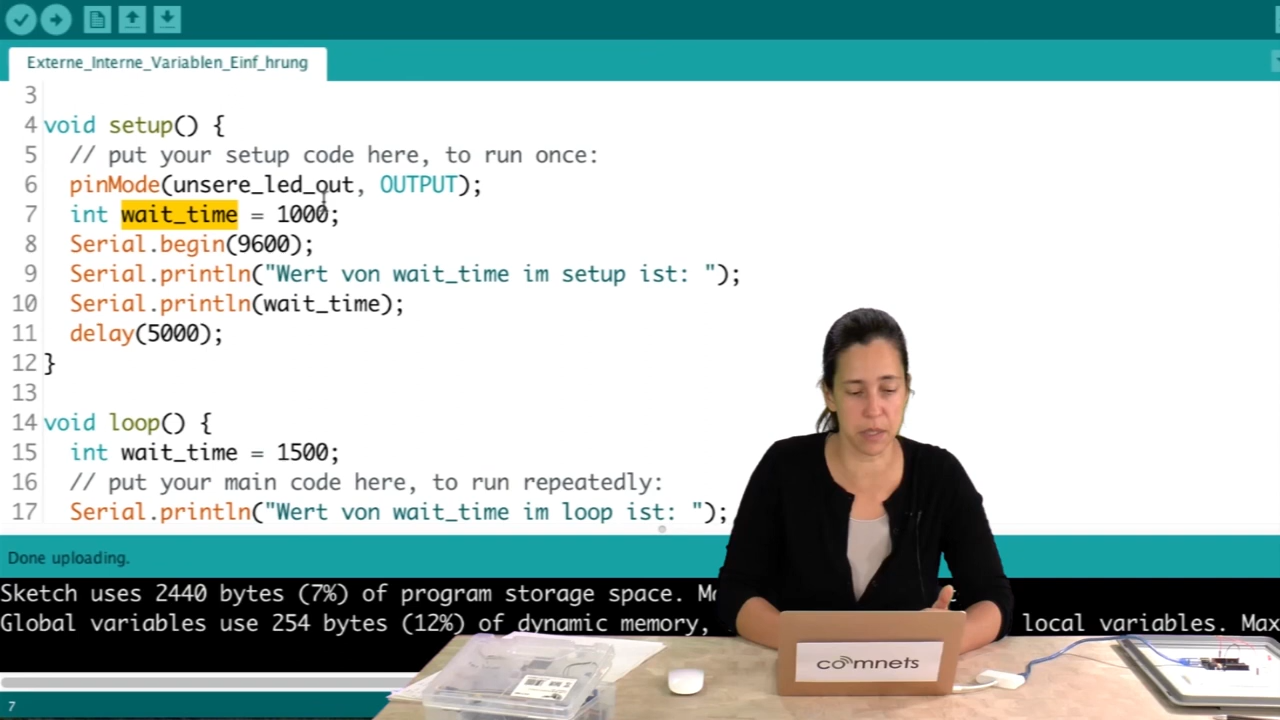 Externe_Interne_Variablen_Einf_hrung
3
4 void setup() {
5 // put your setup code here, to run once:
6 pinMode(unsere_led_out, OUTPUT);
7 int wait_time = 1000;
8 Serial.begin(9600);
9 Serial.println("Wert von wait_time im setup ist: ");
10 Serial.println(wait_time);
11 delay(5000);
12 }
13
14 void loop() {
15 int wait_time = 1500;
16 // put your main code here, to run repeatedly:
17 Serial.println("Wert von wait_time im loop ist: ");
Done uploading.
Sketch uses 2440 bytes (7%) of program storage space.
Global variables use 254 bytes (12%) of dynamic memory, local variables. Max
comnets
7